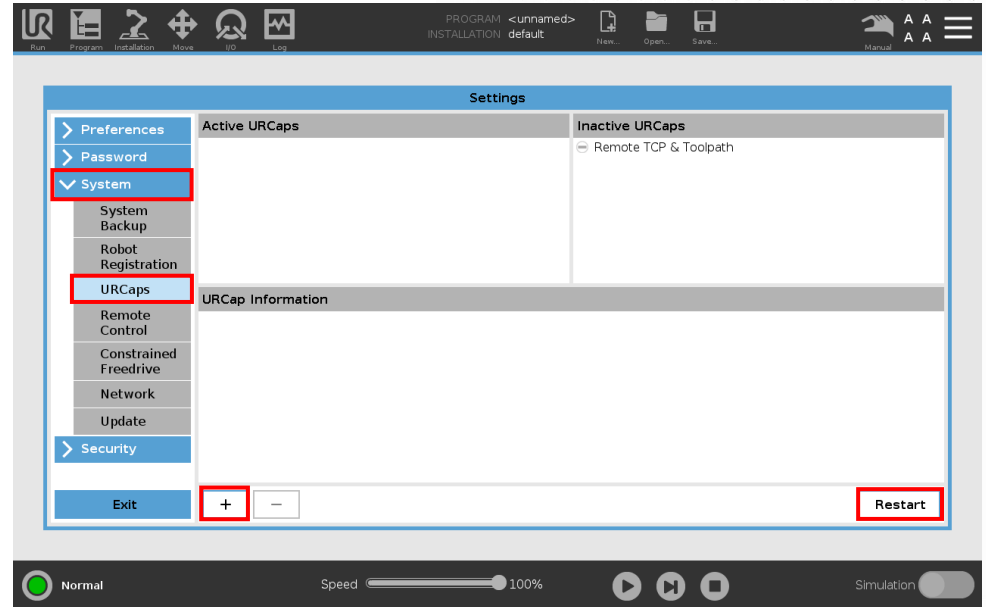 UR
PROGRAM <unnamed>
INSTALLATION default
Run Program Installation Move I/O Log
New... Open... Save...
Manual
A A
A A
Settings
Preferences
Password
System
System
Backup
Robot
Registration
URCaps
Remote
Control
Constrained
Freedrive
Network
Update
Security
Exit
Active URCaps
Inactive URCaps
Remote TCP & Toolpath
URCap Information
+ −
Restart
Normal
Speed 100%
Simulation